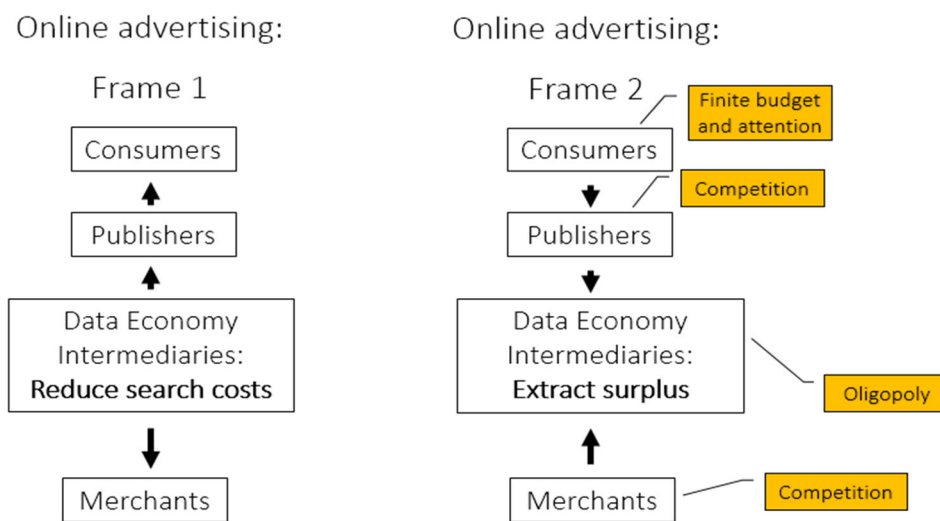 Online advertising:
Frame 1
Consumers
Publishers
Data Economy
Intermediaries:
Reduce search costs
Merchants
Online advertising:
Frame 2
Finite budget
and attention
Consumers
Competition
Publishers
Data Economy
Intermediaries:
Extract surplus
Oligopoly
Merchants
Competition